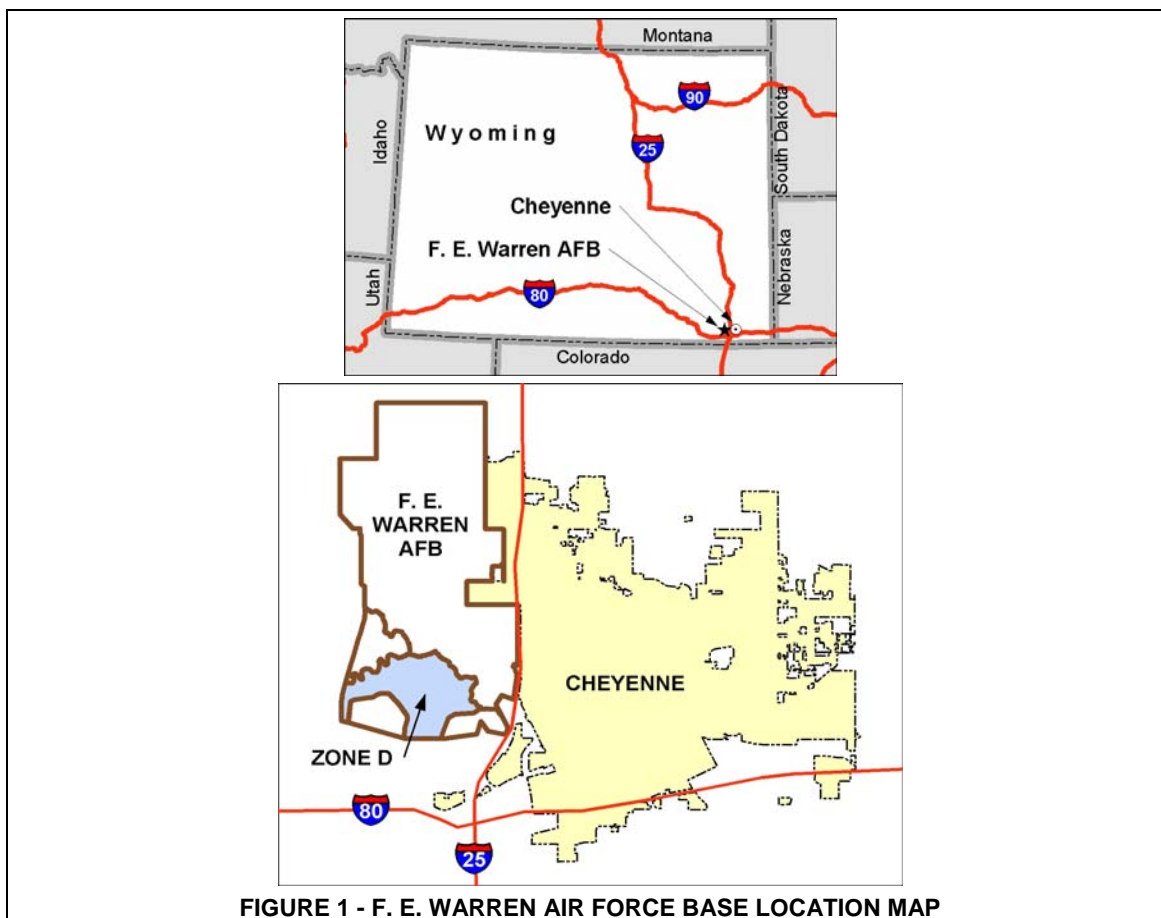 Montana
90
Idaho
Wyoming
25
South Dakota
Cheyenne
F. E. Warren AFB
Utah
80
Nebraska
Colorado
F. E.
WARREN
AFB
CHEYENNE
ZONE D
80
25
FIGURE 1 - F. E. WARREN AIR FORCE BASE LOCATION MAP